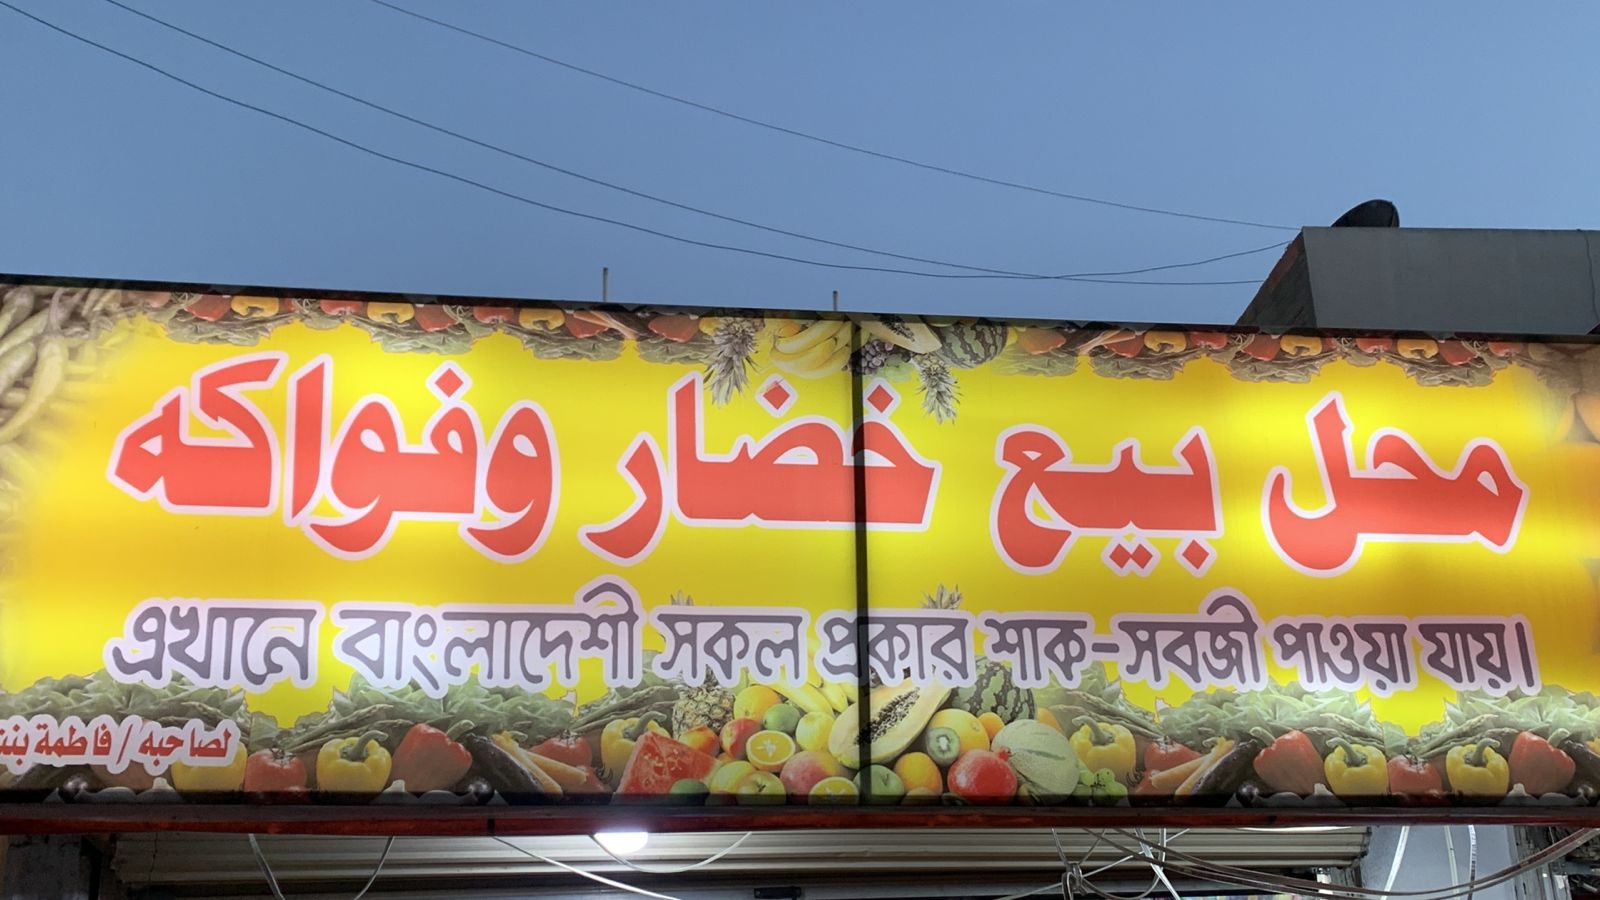 محل بيع خضار وفواكه
এখানে বাংলাদেশী সকল প্রকার শাক-সবজী পাওয়া যায়।
لصاحبه / فاطمة